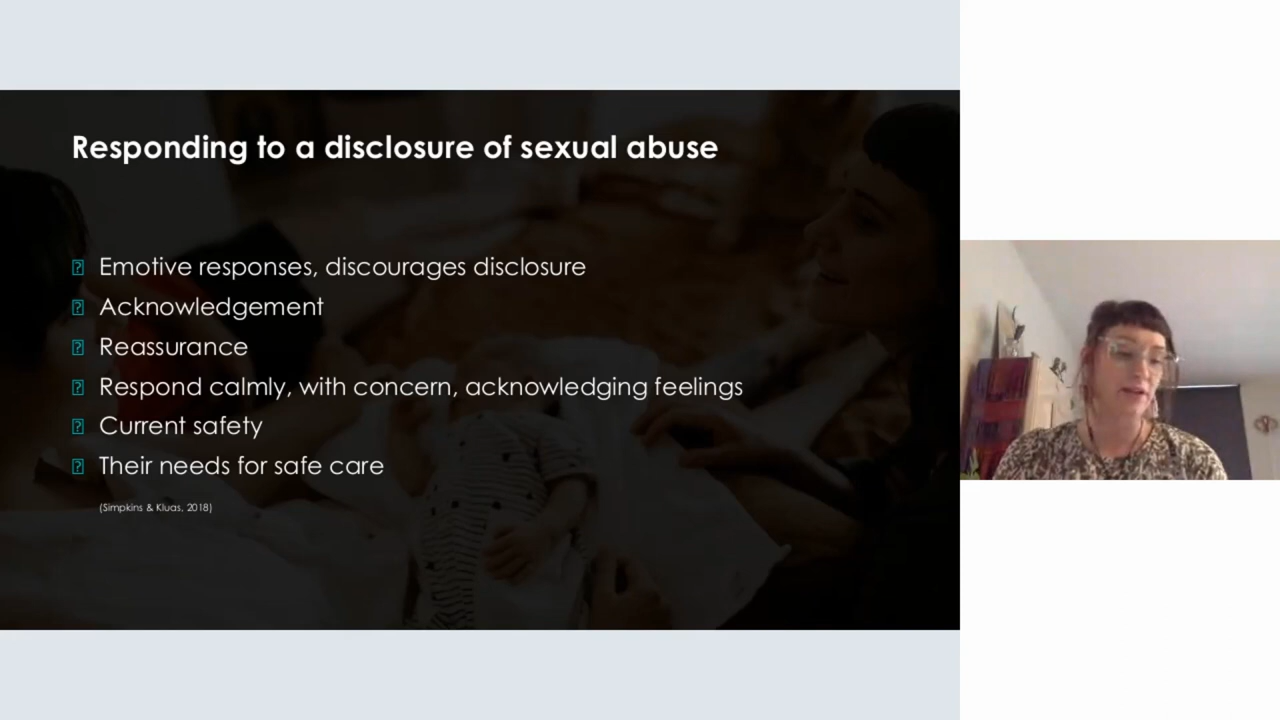 Responding to a disclosure of sexual abuse
Emotive responses, discourages disclosure
Acknowledgement
Reassurance
Respond calmly, with concern, acknowledging feelings
Current safety
Their needs for safe care
(Simpkins & Kluas, 2018)